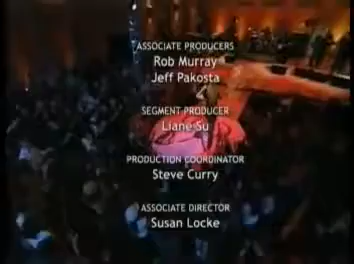 ASSOCIATE PRODUCERS
Rob Murray
Jeff Pakosta
SEGMENT PRODUCER
Liane Su
PRODUCTION COORDINATOR
Steve Curry
ASSOCIATE DIRECTOR
Susan Locke